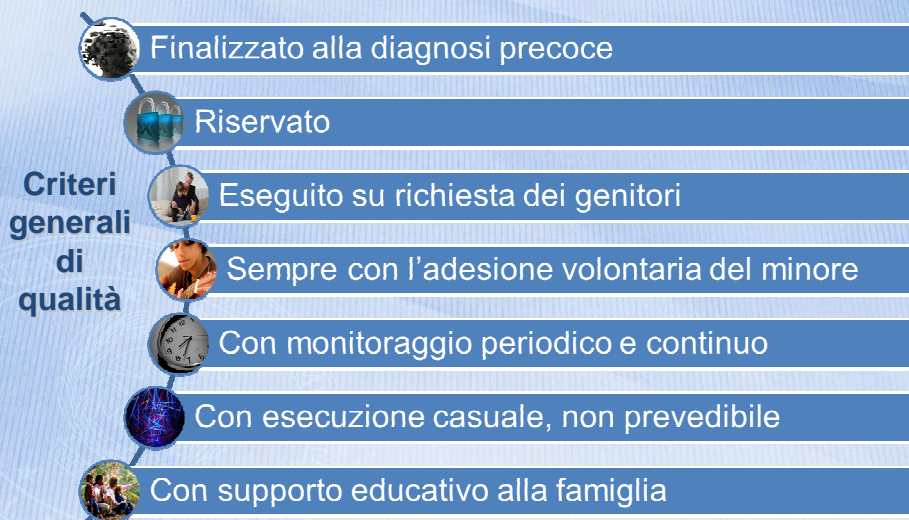 Finalizzato alla diagnosi precoce
Riservato
Criteri
generali
di
qualità
Eseguito su richiesta dei genitori
Sempre con l'adesione volontaria del minore
Con monitoraggio periodico e continuo
Con esecuzione casuale, non prevedibile
Con supporto educativo alla famiglia